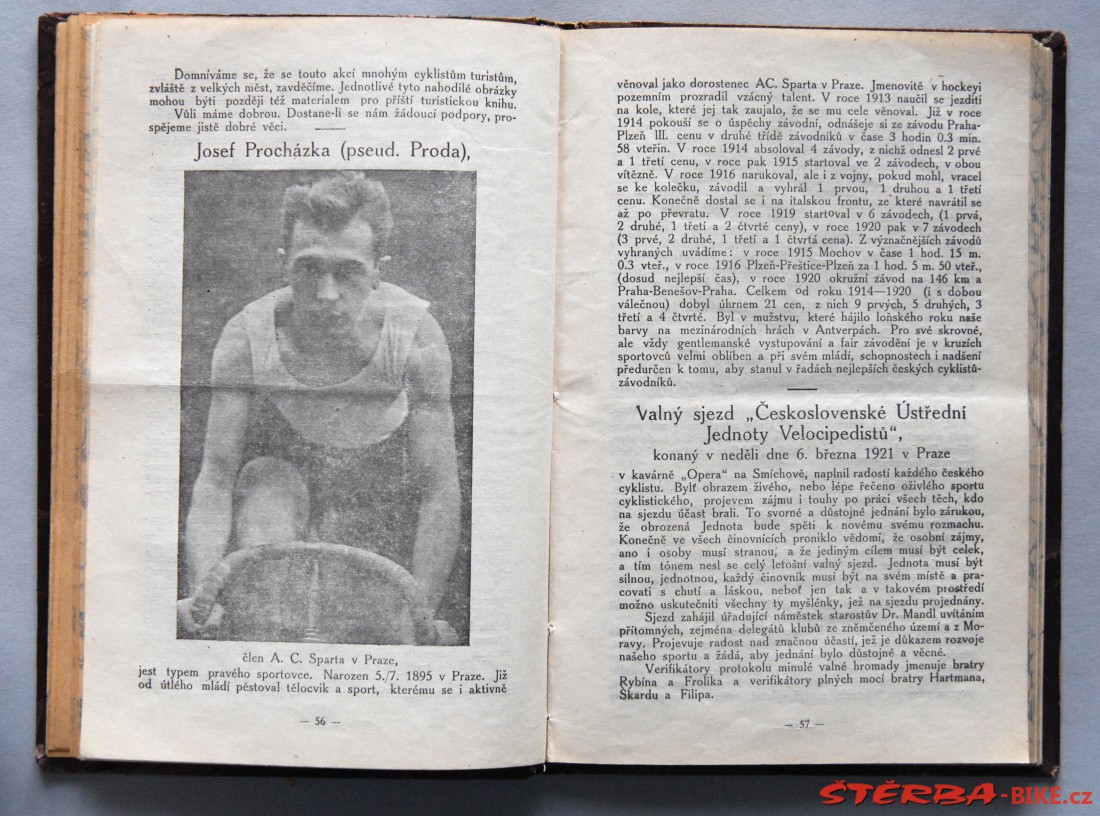 Domníváme se, že se touto akcí mnohým cyklistům turistům,
zvláště z velkých měst, zavděčíme. Jednotlivé tyto nahodilé obrázky
mohou býti později též materialem pro příští turistickou knihu.
Vůli máme dobrou. Dostane-li se nám žádoucí podpory, pro-
spějeme jistě dobré věci.
Josef Procházka (pseud. Proda),
člen A. C. Sparta v Praze,
jest typem pravého sportovce. Narozen 5./7. 1895 v Praze. Již
od útlého mládí pěstoval tělocvik a sport, kterému se i aktivně
— 56 —
věnoval jako dorostenec AC. Sparta v Praze. Jmenovitě v hockeyi
pozemním prozradil vzácný talent. V roce 1913 naučil se jezditi
na kole, které jej tak zaujalo, že se mu cele věnoval. Již v roce
1914 pokouší se o úspěchy závodní, odnášeje si ze závodu Praha-
Plzeň III. cenu v druhé třídě závodníků v čase 3 hodin 0.3 min.
58 vteřin. V roce 1914 absoloval 4 závody, z nichž odnesl 2 prvé
a 1 třetí cenu, v roce pak 1915 startoval ve 2 závodech, v obou
vítězně. V roce 1916 narukoval, ale i z vojny, pokud mohl, vracel
se ke kolečku, závodil a vyhrál 1 prvou, 1 druhou a 1 třetí
cenu. Konečně dostal se i na italskou frontu, ze které navrátil se
až po převratu. V roce 1919 startoval v 6 závodech, (1 prvá,
2 druhé, 1 třetí a 2 čtvrté ceny), v roce 1920 pak v 7 závodech
(3 prvé, 2 druhé, 1 třetí a 1 čtvrtá cena). Z význačnějších závodů
vyhraných uvádíme: v roce 1915 Mochov v čase 1 hod. 15 m.
0.3 vteř., v roce 1916 Plzeň-Přeštice-Plzeň za 1 hod. 5 m. 50 vteř.,
(dosud nejlepší čas), v roce 1920 okružní závod na 146 km a
Praha-Benešov-Praha. Celkem od roku 1914—1920 (i s dobou
válečnou) dobyl úhrnem 21 cen, z nich 9 prvých, 5 druhých, 3
třetí a 4 čtvrté. Byl v mužstvu, které hájilo loňského roku naše
barvy na mezinárodních hrách v Antverpách. Pro své skrovné,
ale vždy gentlemanské vystupování a fair závodění je v kruzích
sportovců velmi oblíben a při svém mládí, schopnostech i nadšení
předurčen k tomu, aby stanul v řadách nejlepších českých cyklistů-
závodníků.
Valný sjezd „Československé Ústřední
Jednoty Velocipedistů“,
konaný v neděli dne 6. března 1921 v Praze
v kavárně „Opera“ na Smíchově, naplnil radostí každého českého
cyklistu. Bylť obrazem živého, nebo lépe řečeno oživlého sportu
cyklistického, projevem zájmu i touhy po práci všech těch, kdo
na sjezdu účast brali. To svorné a důstojné jednání bylo zárukou,
že obrozená Jednota bude spěti k novému svému rozmachu.
Konečně ve všech činovnících proniklo vědomí, že osobní zájmy,
ano i osoby musí stranou, a že jediným cílem musí být celek,
a tím tónem nesl se celý letošní valný sjezd. Jednota musí být
silnou, jednotnou, každý činovník musí být na svém místě a pra-
covati s chutí a láskou, neboť jen tak a v takovém prostředí
možno uskutečniti všechny ty myšlénky, jež na sjezdu projednány.
Sjezd zahájil úřadující náměstek starostův Dr. Mandl uvítáním
přítomných, zejména delegátů klubů ze zněmčeného území a z Mo-
ravy. Projevuje radost nad značnou účastí, jež je důkazem rozvoje
našeho sportu a žádá, aby jednání bylo důstojné a věcné.
Verifikátory protokolu minulé valné hromady jmenuje bratry
Rybína a Frolíka a verifikátory plných mocí bratry Hartmana,
Škardu a Filipa.
— 57 —
ŠTĚRBA-BIKE.cz